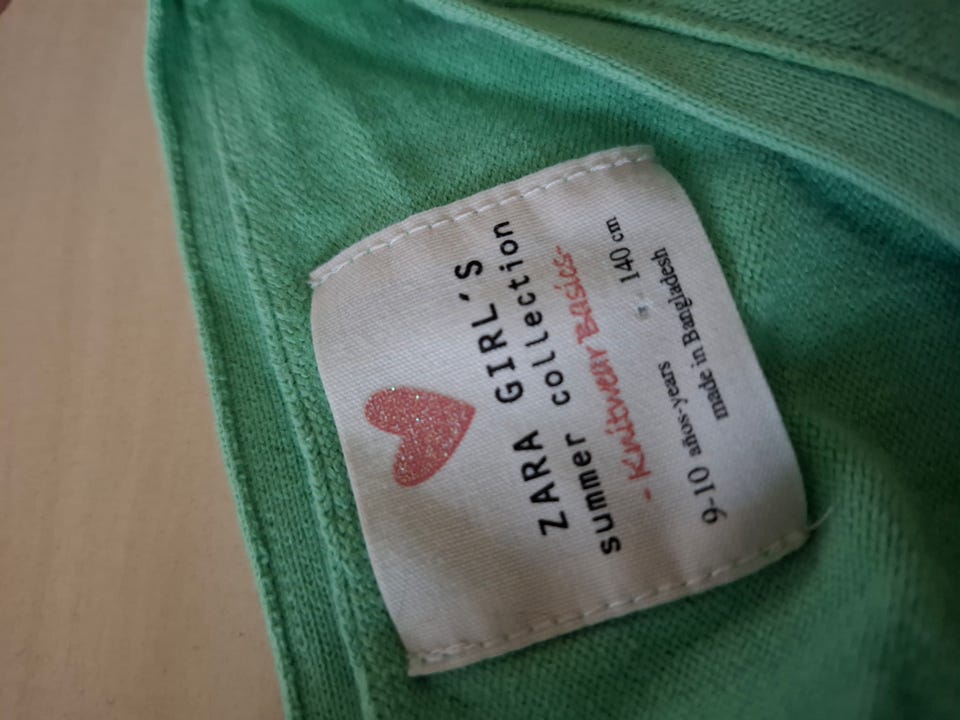 ZARA GIRL'S
summer collection
- Knitwear Basics -
9-10 años-years - 140 cm
made in Bangladesh